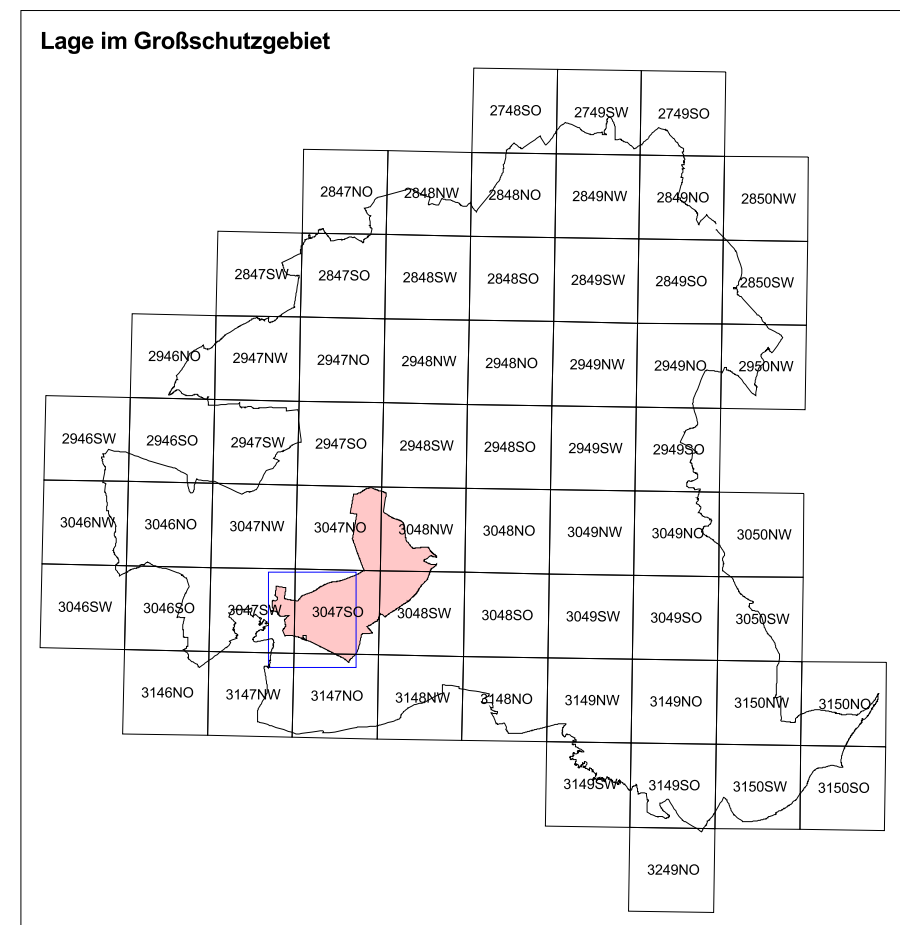 Lage im Großschutzgebiet
2748SO 2749SW 2749SO
2847NO 2848NW 2848NO 2849NW 2849NO 2850NW
2847SW 2847SO 2848SW 2848SO 2849SW 2849SO 2850SW
2946NO 2947NW 2947NO 2948NW 2948NO 2949NW 2949NO 2950NW
2946SW 2946SO 2947SW 2947SO 2948SW 2948SO 2949SW 2949SO
3046NW 3046NO 3047NW 3047NO 3048NW 3048NO 3049NW 3049NO 3050NW
3046SW 3046SO 3047SW 3047SO 3048SW 3048SO 3049SW 3049SO 3050SW
3146NO 3147NW 3147NO 3148NW 3148NO 3149NW 3149NO 3150NW 3150NO
3149SW 3149SO 3150SW 3150SO
3249NO